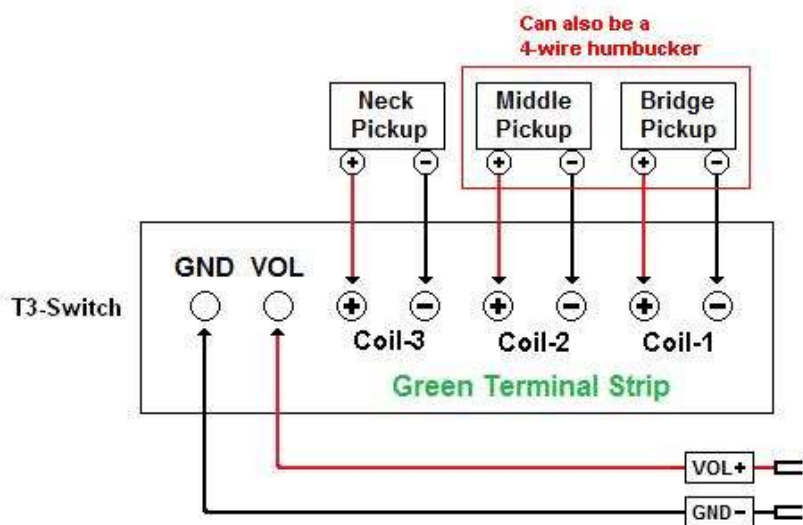 Can also be a
4-wire humbucker
Neck
Pickup
Middle
Pickup
Bridge
Pickup
+ − + − + −
GND VOL
T3-Switch
+ − + − + −
Coil-3 Coil-2 Coil-1
Green Terminal Strip
VOL+
GND−